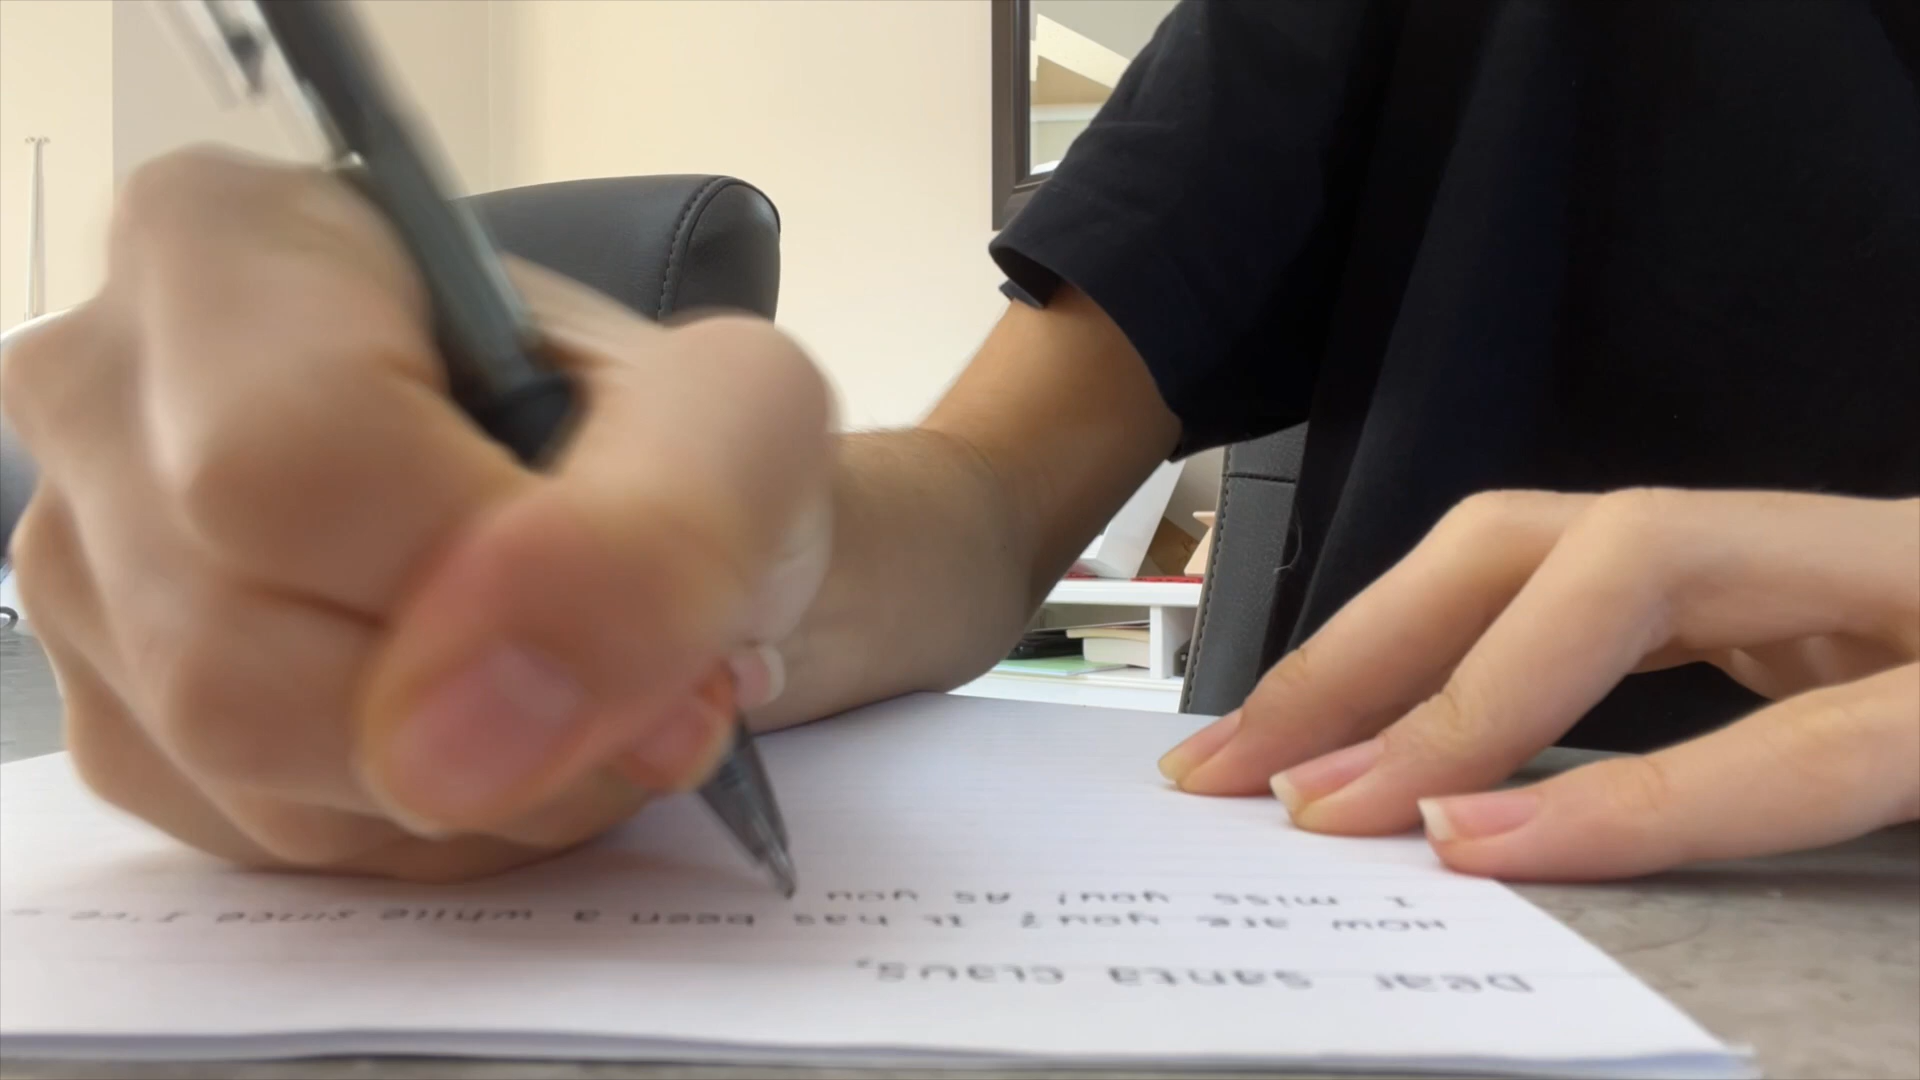 Dear Santa Claus,
How are you? It has been a while since
I miss you! As you